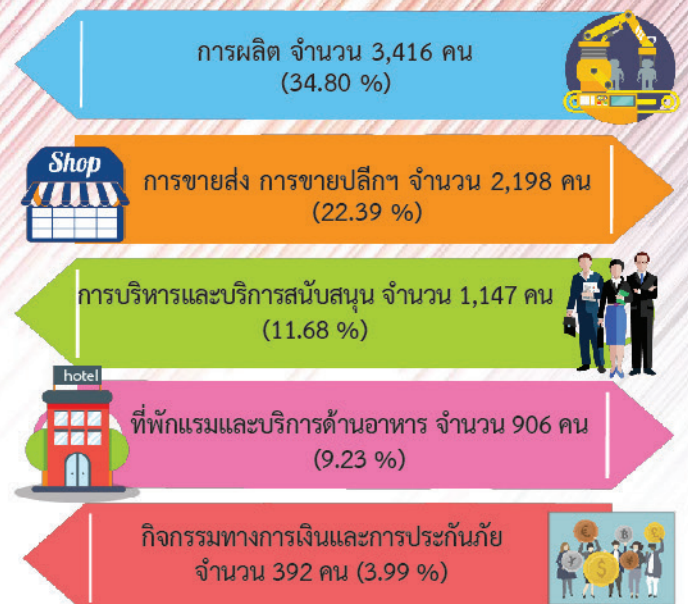 การผลิต จำนวน 3,416 คน
(34.80 %)
Shop
การขายส่ง การขายปลีกฯ จำนวน 2,198 คน
(22.39 %)
การบริหารและบริการสนับสนุน จำนวน 1,147 คน
(11.68 %)
hotel
ที่พักแรมและบริการด้านอาหาร จำนวน 906 คน
(9.23 %)
กิจกรรมทางการเงินและการประกันภัย
จำนวน 392 คน (3.99 %)